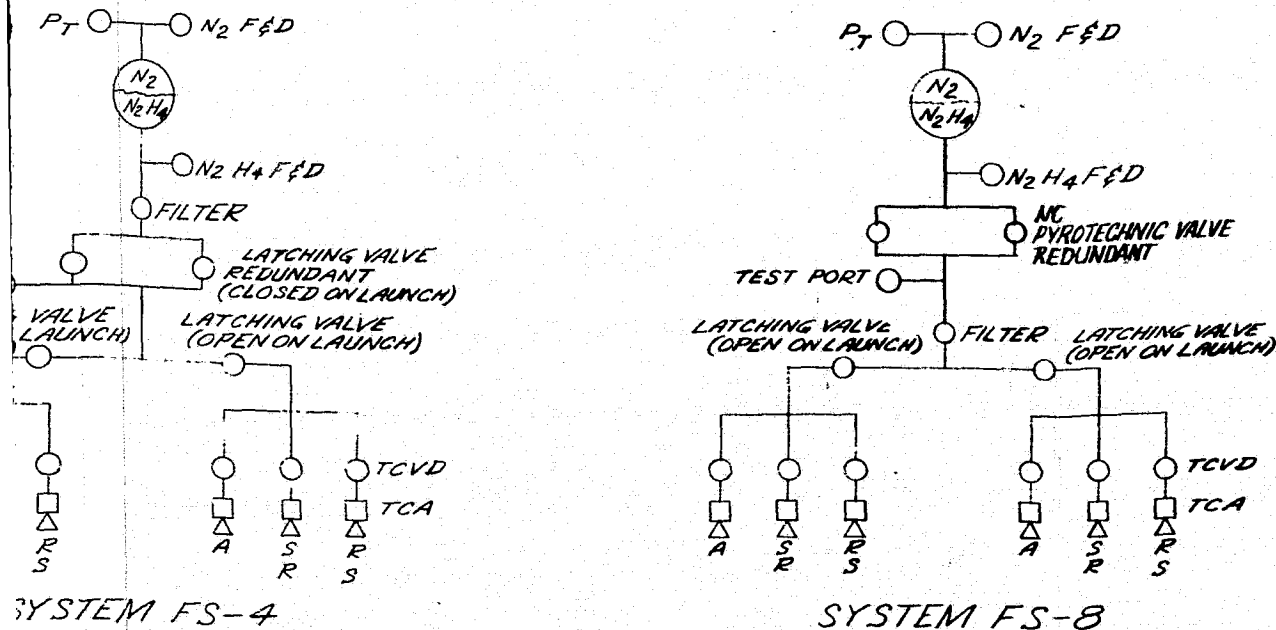 PT
N2 F&D
N2
N2H4
N2 H4 F&D
FILTER
LATCHING VALVE
REDUNDANT
(CLOSED ON LAUNCH)
VALVE
LAUNCH)
LATCHING VALVE
(OPEN ON LAUNCH)
TCVD
TCA
R
S
A
S
R
R
S
SYSTEM FS-4
PT
N2 F&D
N2
N2H4
N2H4 F&D
NC
PYROTECHNIC VALVE
REDUNDANT
TEST PORT
FILTER
LATCHING VALVE
(OPEN ON LAUNCH)
LATCHING VALVE
(OPEN ON LAUNCH)
TCVD
TCA
A
S
R
R
S
A
S
R
R
S
SYSTEM FS-8